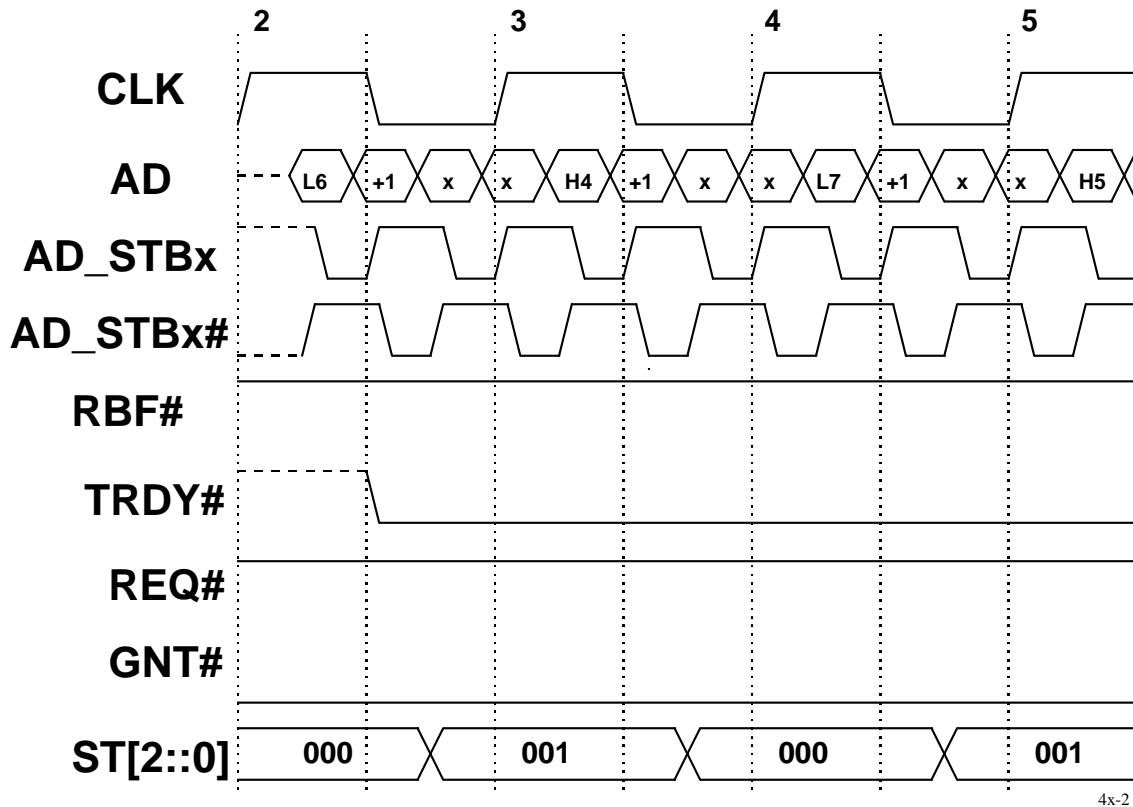 2 3 4 5
CLK
AD L6 +1 x x H4 +1 x x L7 +1 x x H5
AD_STBx
AD_STBx#
RBF#
TRDY#
REQ#
GNT#
ST[2::0] 000 001 000 001
4x-2